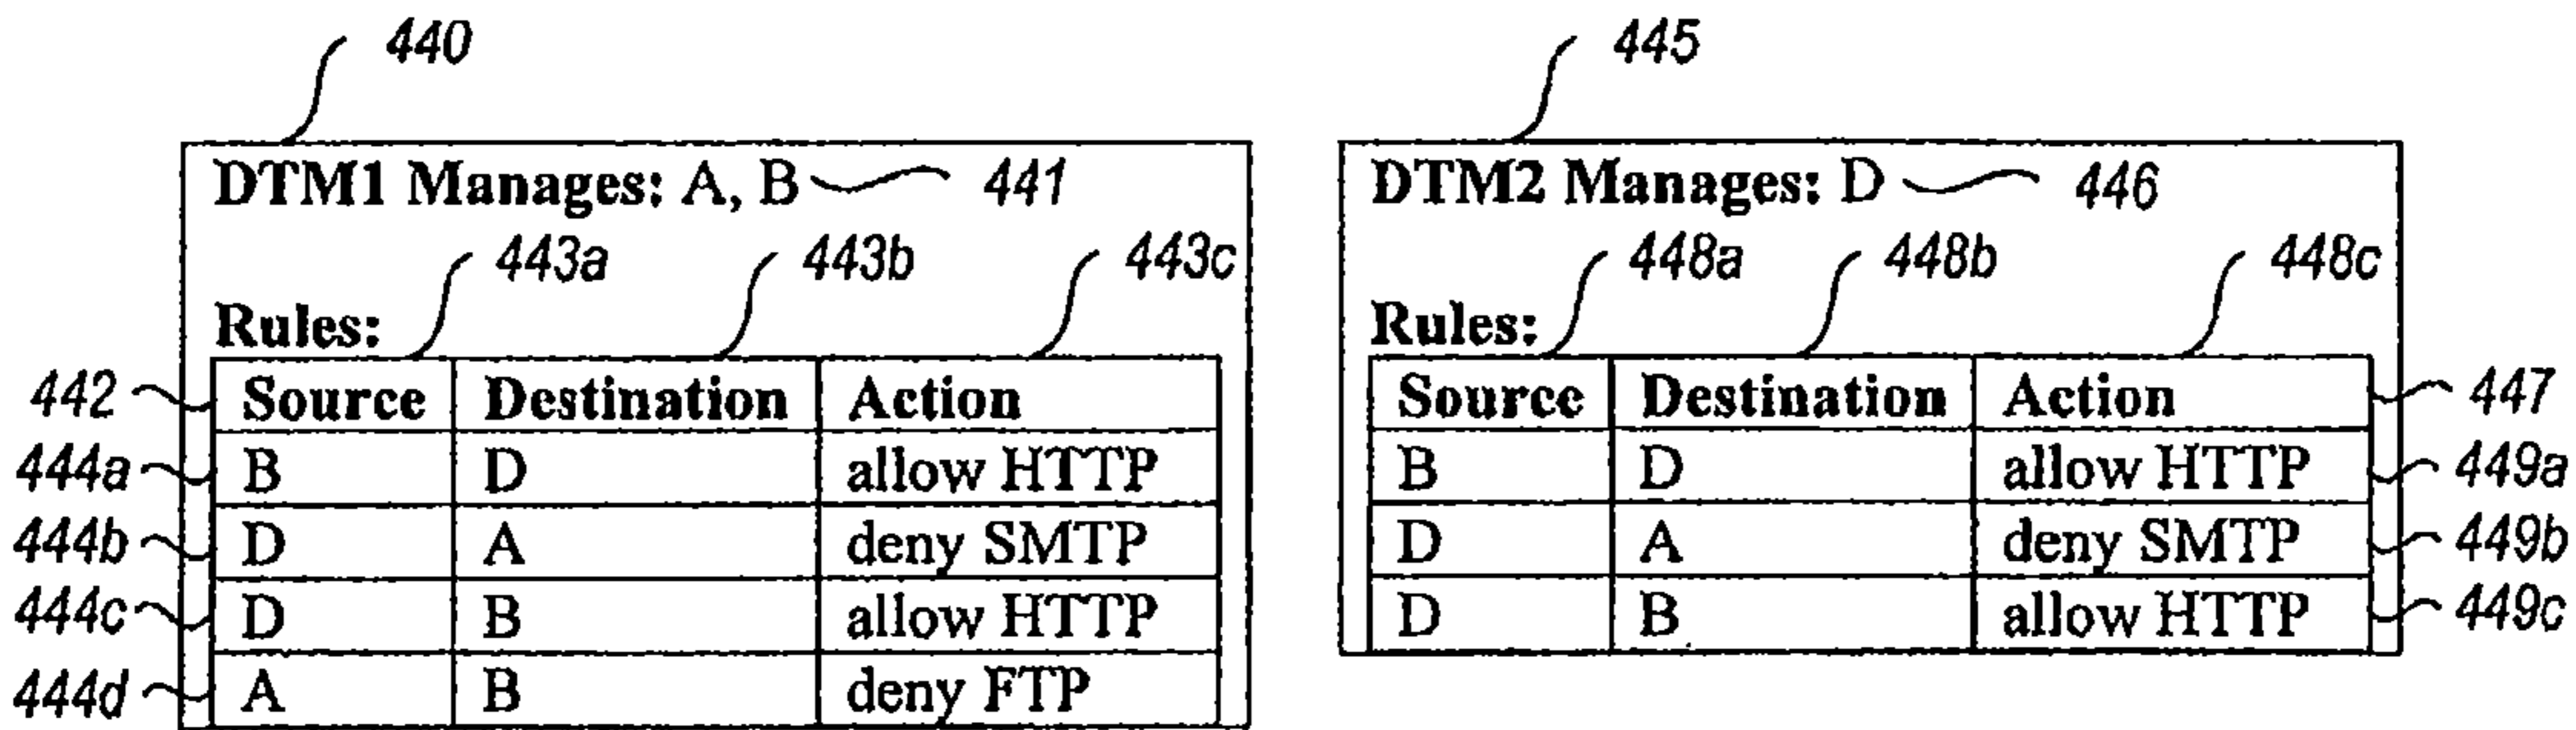 440
445
DTM1 Manages: A, B 441
DTM2 Manages: D 446
443a 443b 443c
448a 448b 448c
Rules:
Rules:
442 Source Destination Action
444a B D allow HTTP
444b D A deny SMTP
444c D B allow HTTP
444d A B deny FTP
Source Destination Action 447
B D allow HTTP 449a
D A deny SMTP 449b
D B allow HTTP 449c